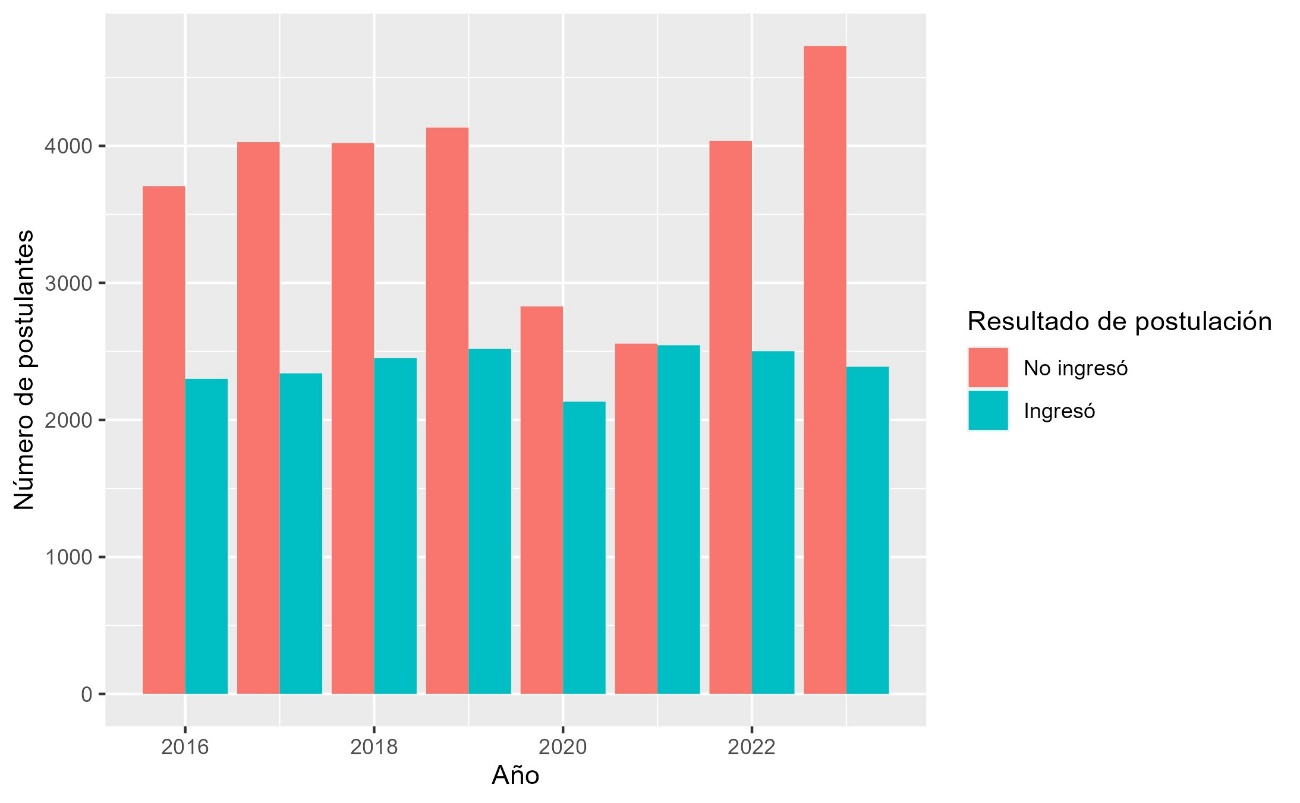 Número de postulantes
4000
3000
2000
1000
0
2016 2018 2020 2022
Año
Resultado de postulación
No ingresó
Ingresó